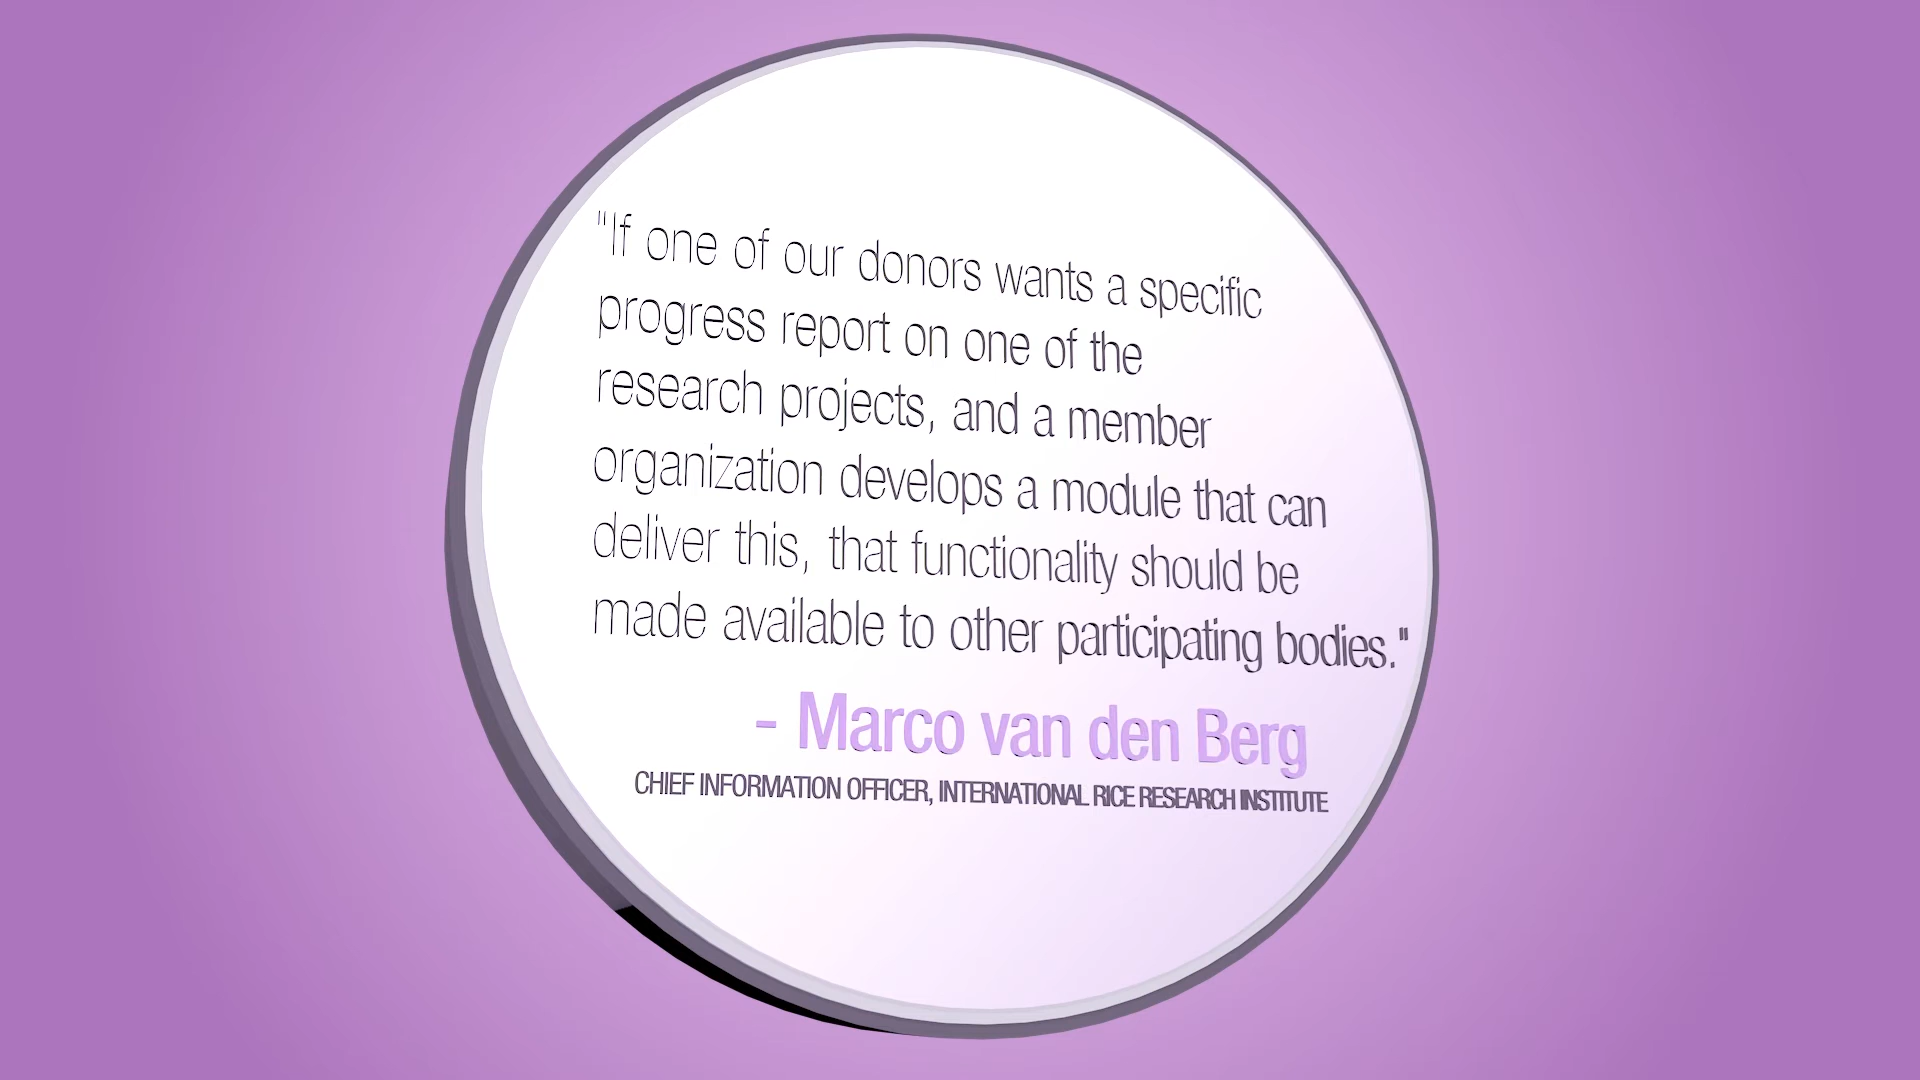 "If one of our donors wants a specific
progress report on one of the
research projects, and a member
organization develops a module that can
deliver this, that functionality should be
made available to other participating bodies."
- Marco van den Berg
CHIEF INFORMATION OFFICER, INTERNATIONAL RICE RESEARCH INSTITUTE